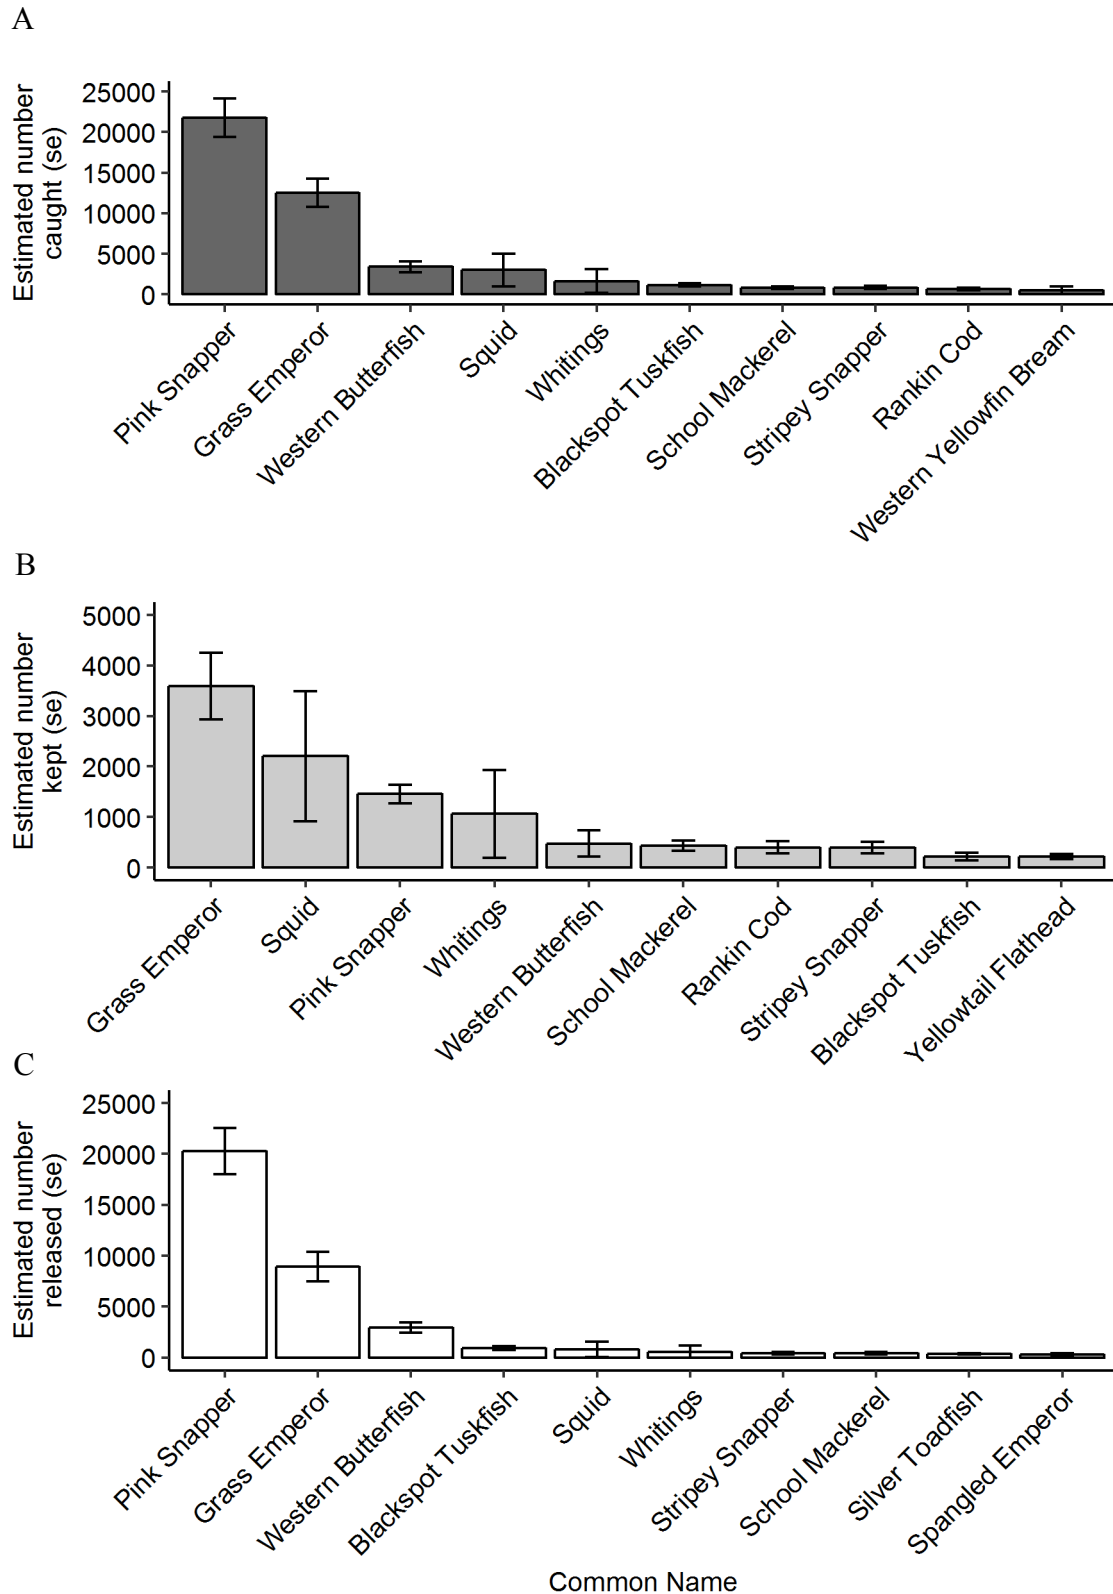 A
Estimated number
caught (se)
25000
20000
15000
10000
5000
0
Pink Snapper
Grass Emperor
Western Butterfish
Squid
Whitings
Blackspot Tuskfish
School Mackerel
Stripey Snapper
Rankin Cod
Western Yellowfin Bream
B
Estimated number
kept (se)
5000
4000
3000
2000
1000
0
Grass Emperor
Squid
Pink Snapper
Whitings
Western Butterfish
School Mackerel
Rankin Cod
Stripey Snapper
Blackspot Tuskfish
Yellowtail Flathead
C
Estimated number
released (se)
25000
20000
15000
10000
5000
0
Pink Snapper
Grass Emperor
Western Butterfish
Blackspot Tuskfish
Squid
Whitings
Stripey Snapper
School Mackerel
Silver Toadfish
Spangled Emperor
Common Name